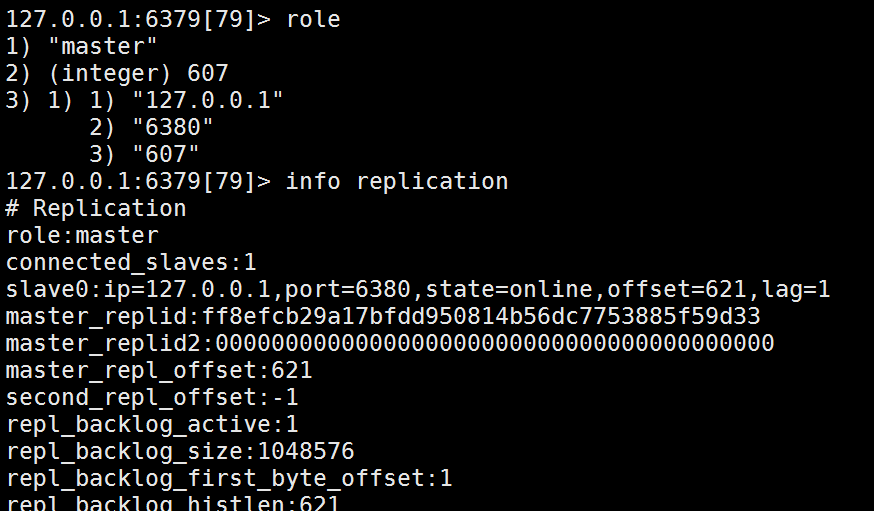 127.0.0.1:6379[79]> role
1) "master"
2) (integer) 607
3) 1) 1) "127.0.0.1"
      2) "6380"
      3) "607"
127.0.0.1:6379[79]> info replication
# Replication
role:master
connected_slaves:1
slave0:ip=127.0.0.1,port=6380,state=online,offset=621,lag=1
master_replid:ff8efcb29a17bfdd950814b56dc7753885f59d33
master_replid2:0000000000000000000000000000000000000000
master_repl_offset:621
second_repl_offset:-1
repl_backlog_active:1
repl_backlog_size:1048576
repl_backlog_first_byte_offset:1
repl_backlog_histlen:621